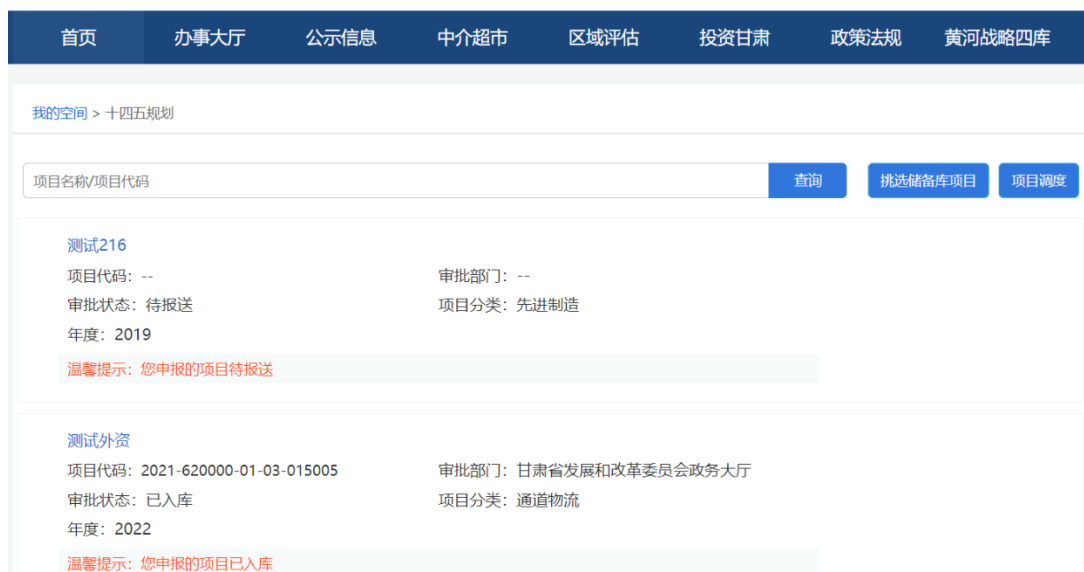 首页 办事大厅 公示信息 中介超市 区域评估 投资甘肃 政策法规 黄河战略四库
我的空间 > 十四五规划
项目名称/项目代码 查询 挑选储备库项目 项目调度
测试216
项目代码：-- 审批部门：--
审批状态：待报送 项目分类：先进制造
年度：2019
温馨提示：您申报的项目待报送
测试外资
项目代码：2021-620000-01-03-015005 审批部门：甘肃省发展和改革委员会政务大厅
审批状态：已入库 项目分类：通道物流
年度：2022
温馨提示：您申报的项目已入库